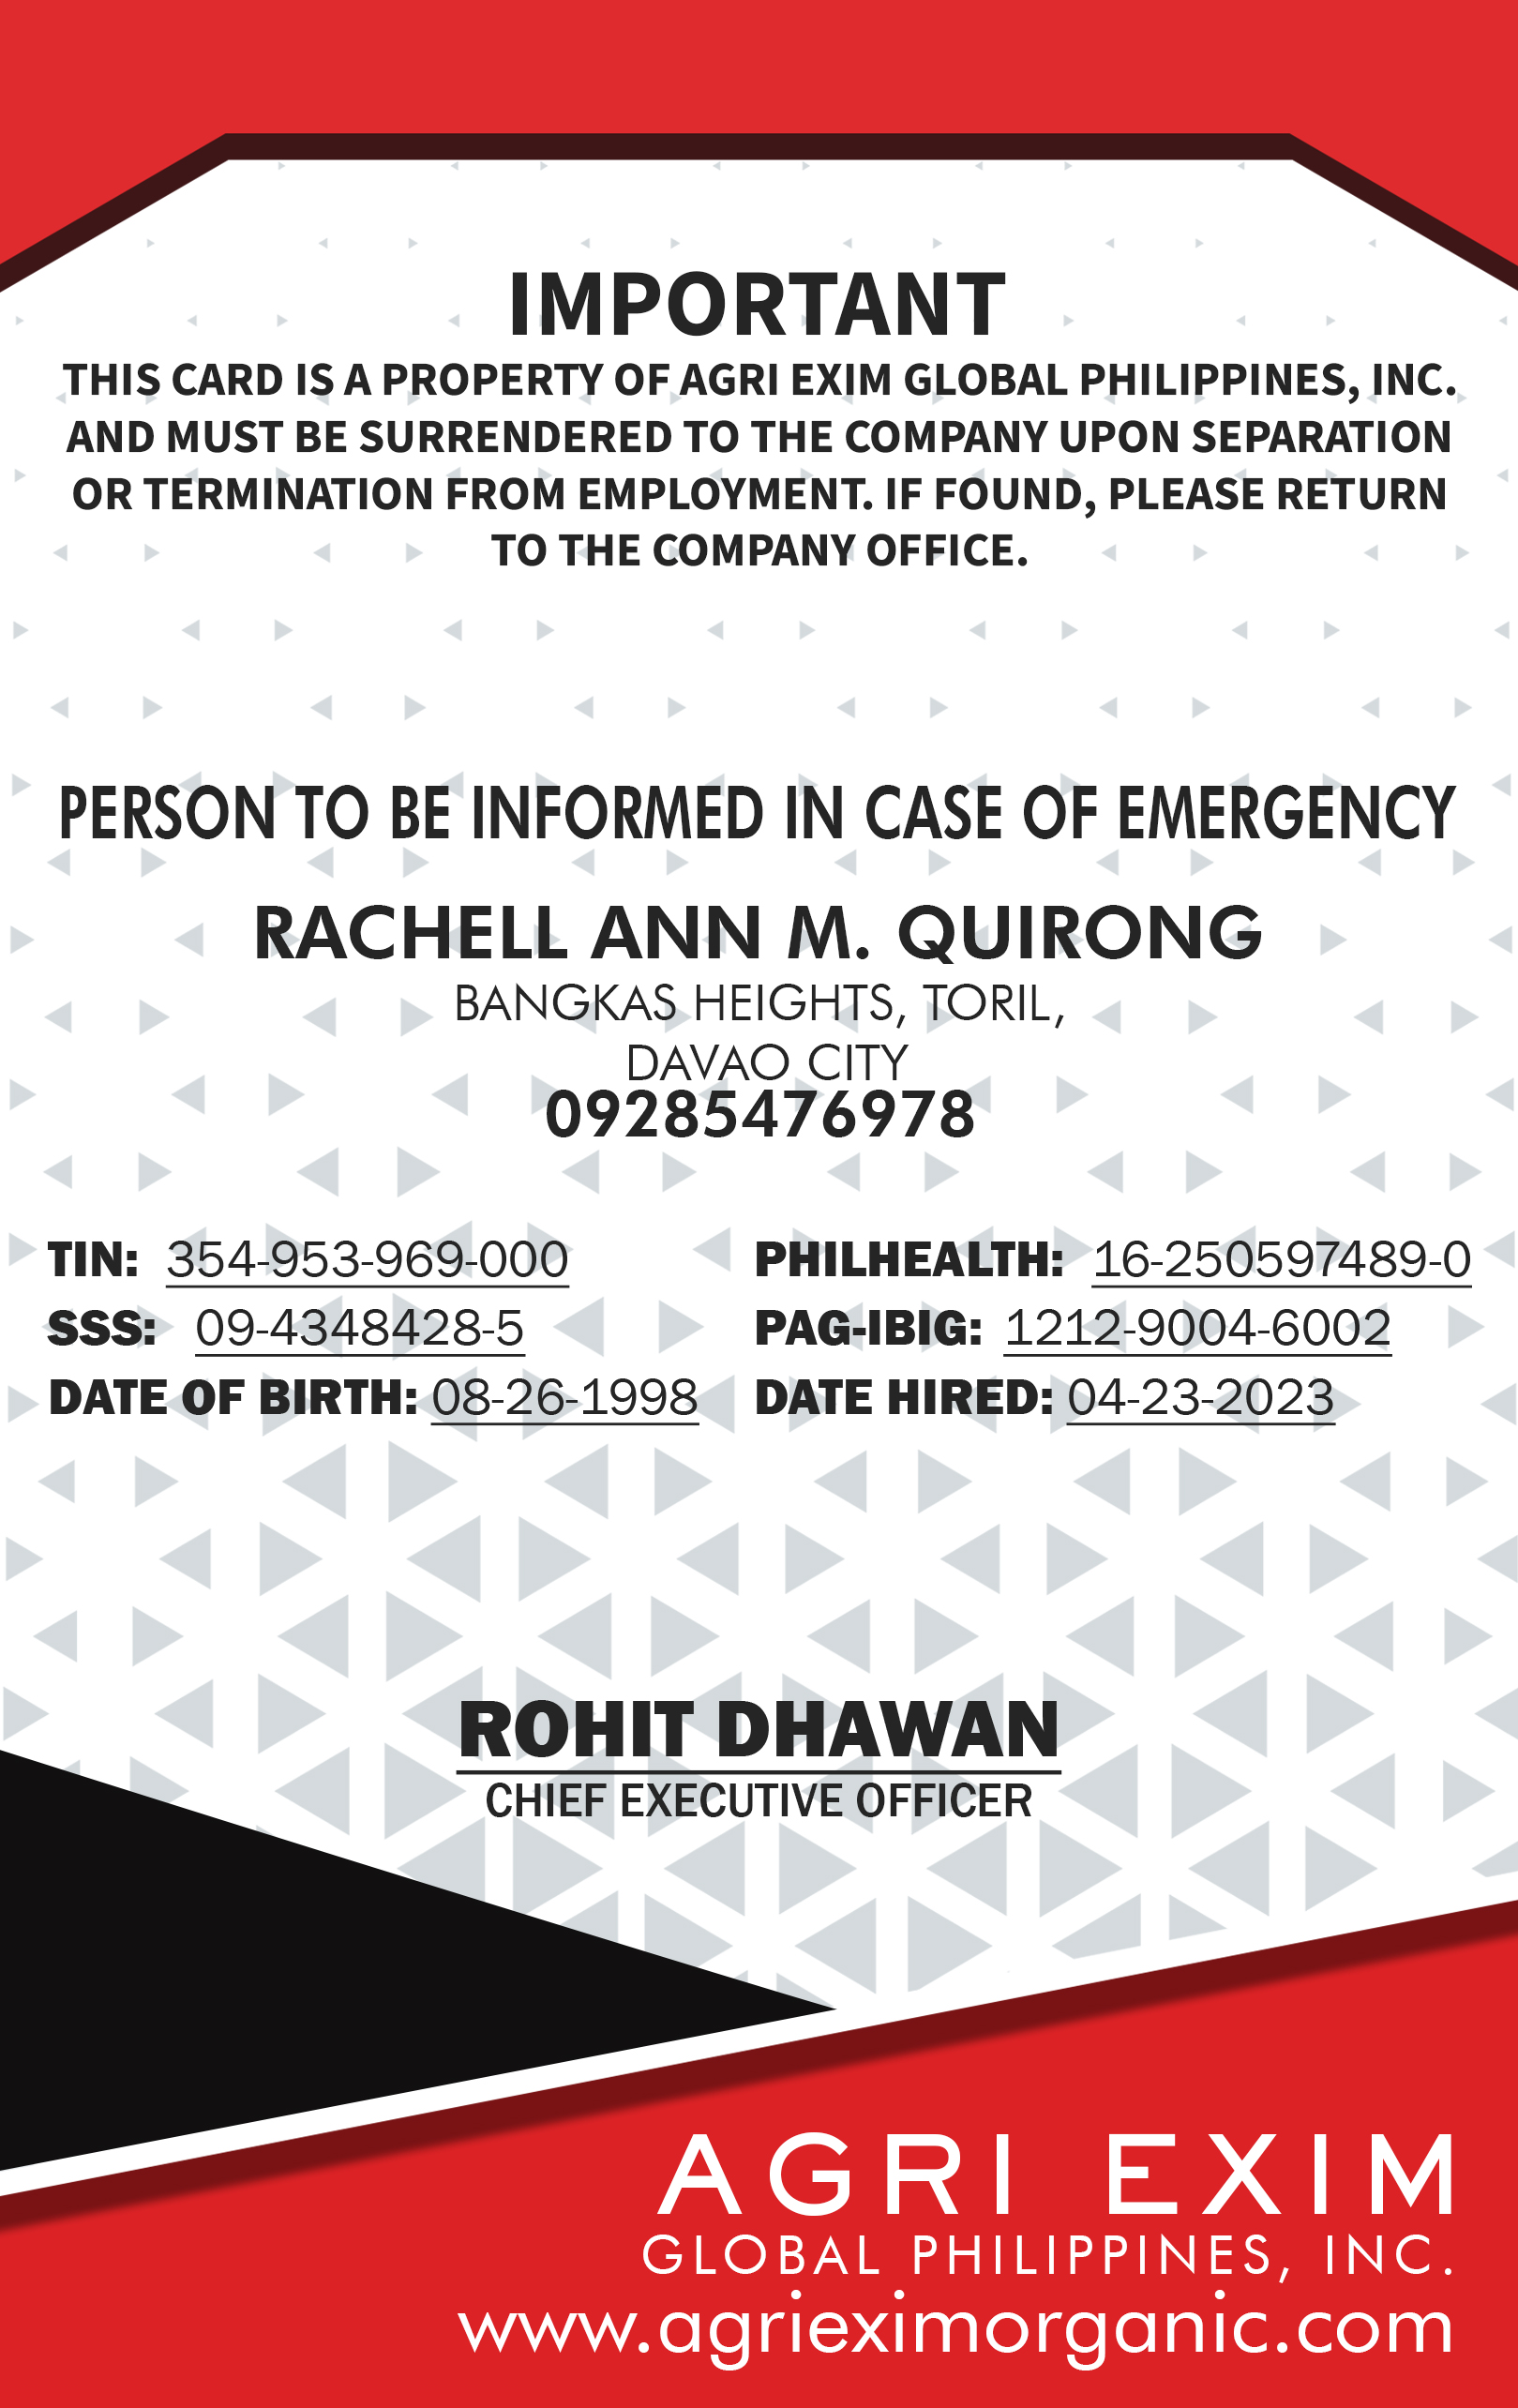 IMPORTANT
THIS CARD IS A PROPERTY OF AGRI EXIM GLOBAL PHILIPPINES, INC.
AND MUST BE SURRENDERED TO THE COMPANY UPON SEPARATION
OR TERMINATION FROM EMPLOYMENT. IF FOUND, PLEASE RETURN
TO THE COMPANY OFFICE.
PERSON TO BE INFORMED IN CASE OF EMERGENCY
RACHELL ANN M. QUIRONG
BANGKAS HEIGHTS, TORIL,
DAVAO CITY
09285476978
TIN: 354-953-969-000
SSS: 09-4348428-5
DATE OF BIRTH: 08-26-1998
PHILHEALTH: 16-250597489-0
PAG-IBIG: 1212-9004-6002
DATE HIRED: 04-23-2023
ROHIT DHAWAN
CHIEF EXECUTIVE OFFICER
AGRI EXIM
GLOBAL PHILIPPINES, INC.
www.agrieximorganic.com